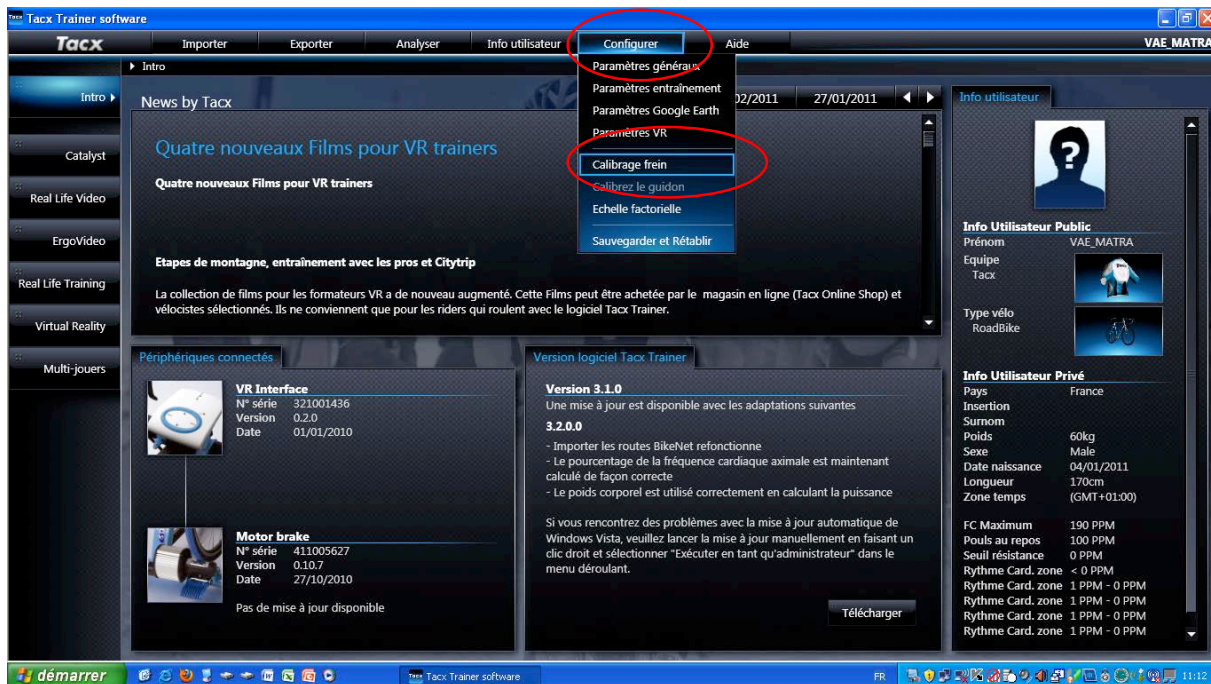 Tacx Trainer software
Tacx
Importer
Exporter
Analyser
Info utilisateur
Configurer
Aide
VAE_MATRA
Intro
Intro
Catalyst
Real Life Video
ErgoVideo
Real Life Training
Virtual Reality
Multi-jouers
News by Tacx
02/2011
27/01/2011
Quatre nouveaux Films pour VR trainers
Quatre nouveaux Films pour VR trainers
Etapes de montagne, entraînement avec les pros et Citytrip
La collection de films pour les formateurs VR a de nouveau augmenté. Cette Films peut être achetée par le magasin en ligne (Tacx Online Shop) et
vélocistes sélectionnés. Ils ne conviennent que pour les riders qui roulent avec le logiciel Tacx Trainer.
Paramètres généraux
Paramètres entraînement
Paramètres Google Earth
Paramètres VR
Calibrage frein
Calibrez le guidon
Echelle factorielle
Sauvegarder et Rétablir
Périphériques connectés
VR Interface
N° série 321001436
Version 0.2.0
Date 01/01/2010
Motor brake
N° série 411005627
Version 0.10.7
Date 27/10/2010
Pas de mise à jour disponible
Version logiciel Tacx Trainer
Version 3.1.0
Une mise à jour est disponible avec les adaptations suivantes
3.2.0.0
- Importer les routes BikeNet refonctionne
- Le pourcentage de la fréquence cardiaque aximale est maintenant
calculé de façon correcte
- Le poids corporel est utilisé correctement en calculant la puissance
Si vous rencontrez des problèmes avec la mise à jour automatique de
Windows Vista, veuillez lancer la mise à jour manuellement en faisant un
clic droit et sélectionner "Exécuter en tant qu'administrateur" dans le
menu déroulant.
Télécharger
Info utilisateur
?
Info Utilisateur Public
Prénom VAE_MATRA
Equipe
Tacx
Type vélo
RoadBike
Info Utilisateur Privé
Pays France
Insertion
Surnom
Poids 60kg
Sexe Male
Date naissance 04/01/2011
Longueur 170cm
Zone temps (GMT+01:00)
FC Maximum 190 PPM
Pouls au repos 100 PPM
Seuil résistance 0 PPM
Rythme Card. zone < 0 PPM
Rythme Card. zone 1 PPM - 0 PPM
Rythme Card. zone 1 PPM - 0 PPM
Rythme Card. zone 1 PPM - 0 PPM
Rythme Card. zone 1 PPM - 0 PPM
démarrer
Tacx Trainer software
FR
11:12